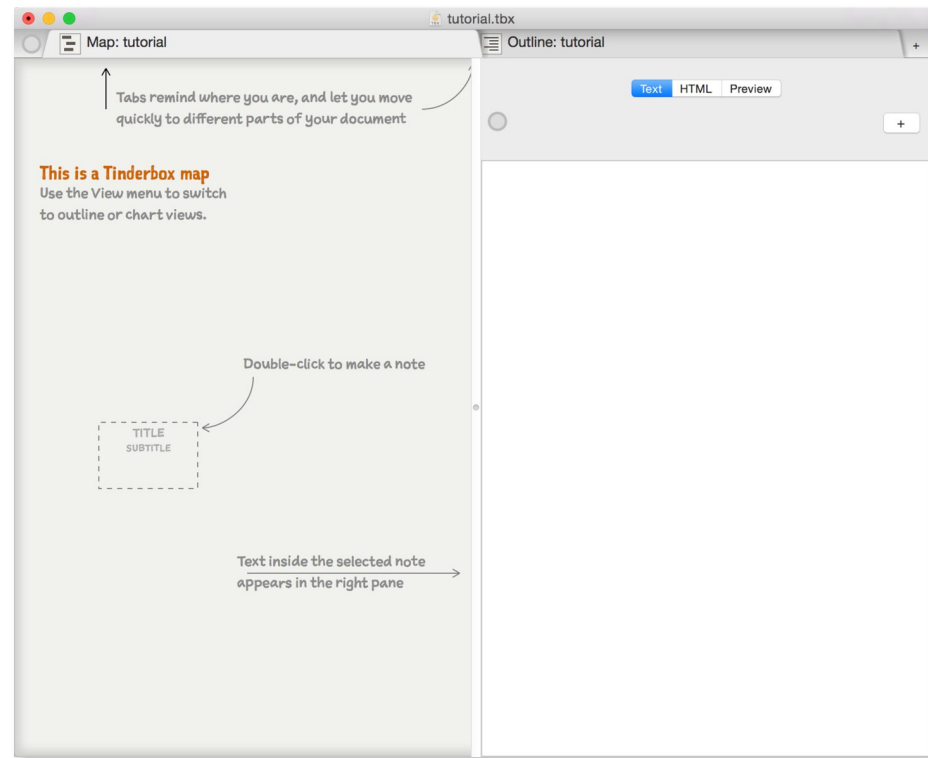 tutorial.tbx
Map: tutorial
Outline: tutorial
+
Tabs remind where you are, and let you move
quickly to different parts of your document
Text HTML Preview
+
This is a Tinderbox map
Use the View menu to switch
to outline or chart views.
Double-click to make a note
TITLE
SUBTITLE
Text inside the selected note
appears in the right pane